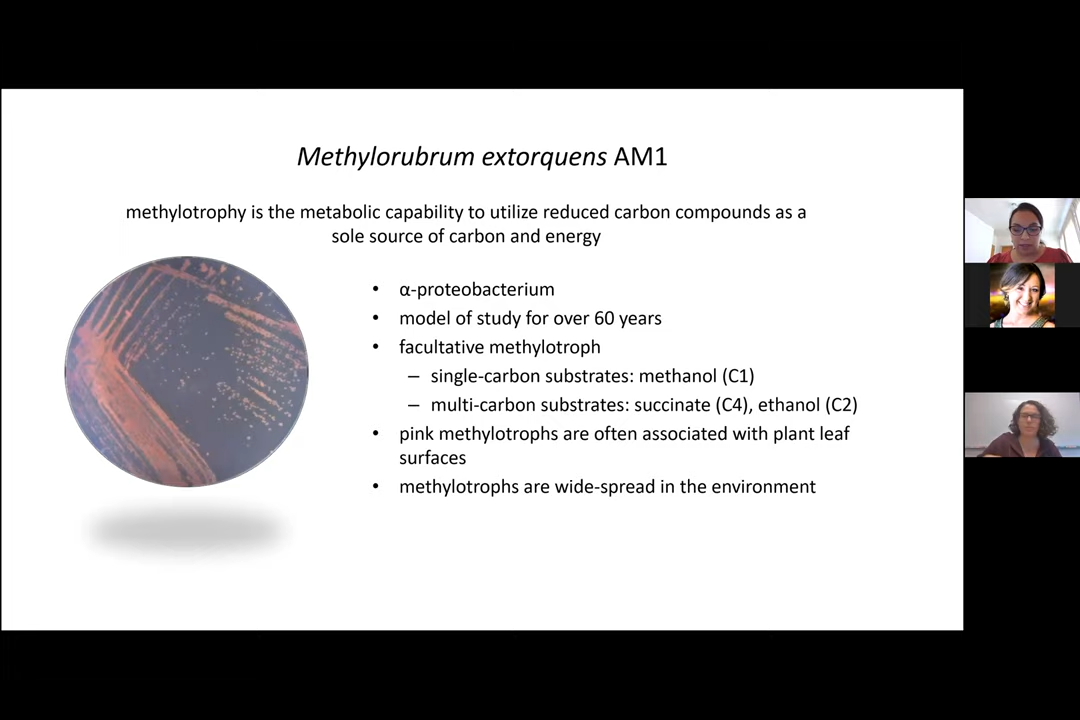 Methylorubrum extorquens AM1
methylotrophy is the metabolic capability to utilize reduced carbon compounds as a
sole source of carbon and energy
• α-proteobacterium
• model of study for over 60 years
• facultative methylotroph
– single-carbon substrates: methanol (C1)
– multi-carbon substrates: succinate (C4), ethanol (C2)
• pink methylotrophs are often associated with plant leaf
surfaces
• methylotrophs are wide-spread in the environment